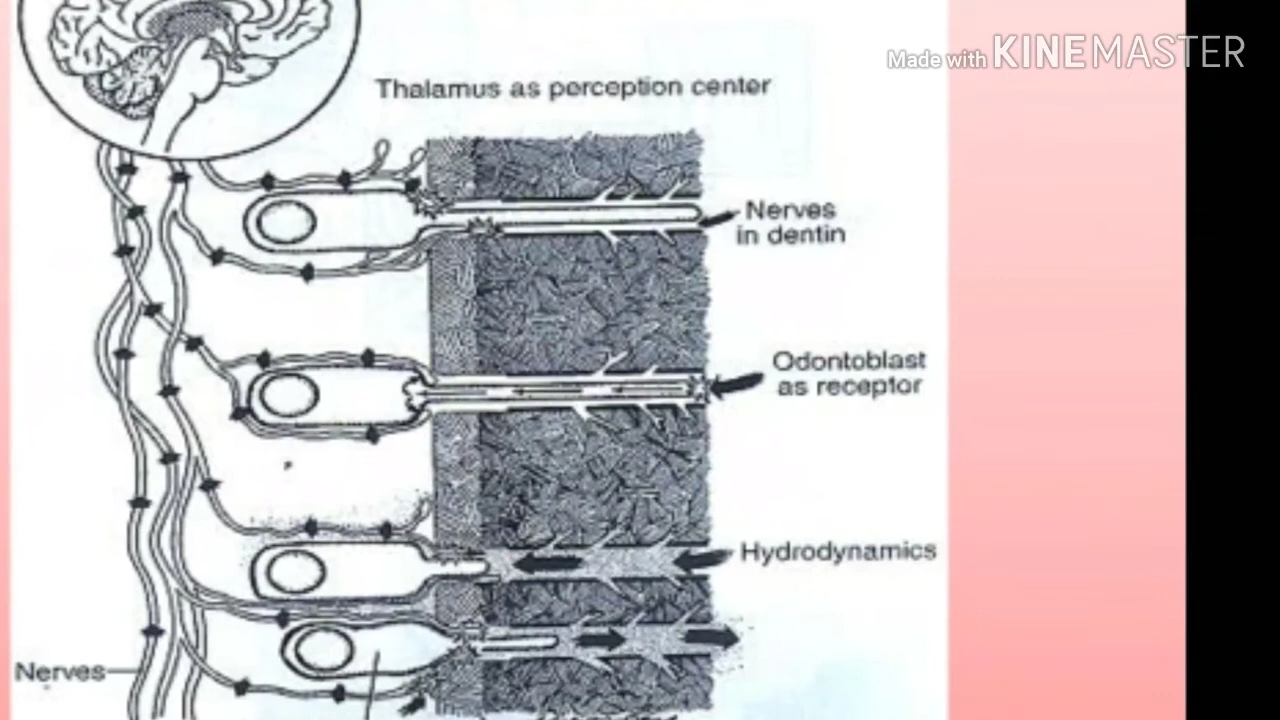 Made with KINEMASTER
Thalamus as perception center
Nerves
in dentin
Odontoblast
as receptor
Hydrodynamics
Nerves